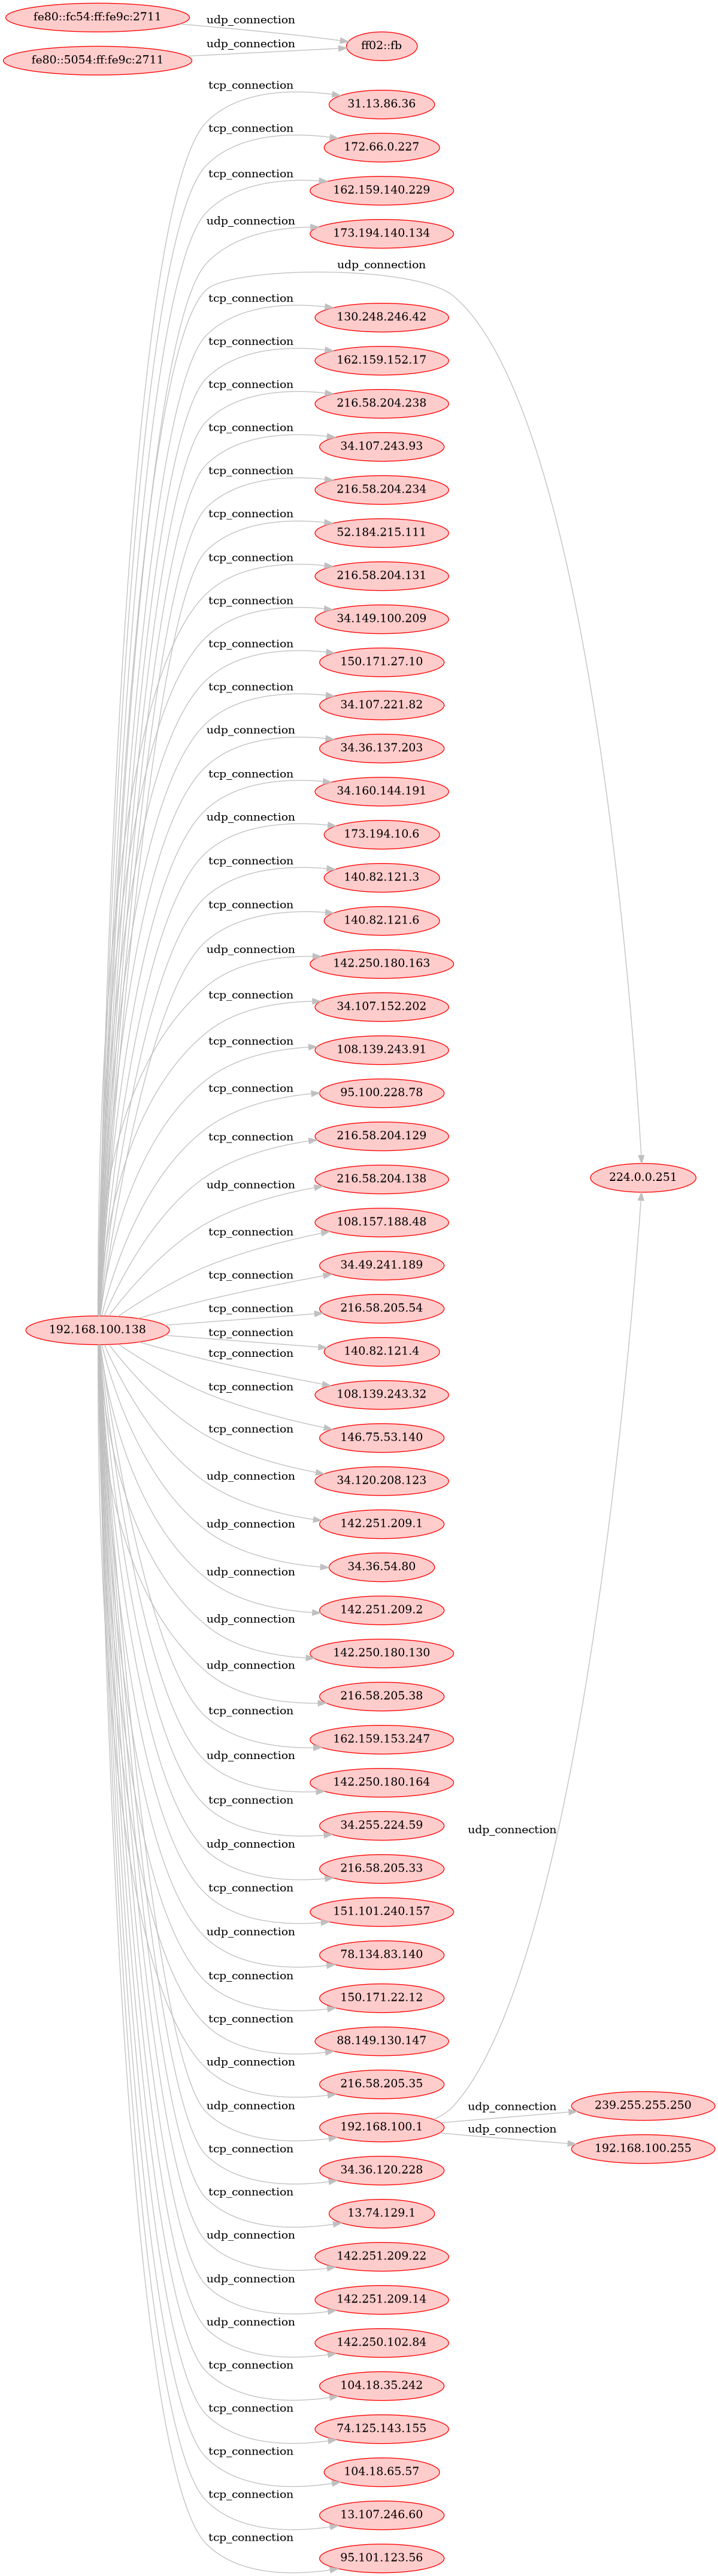 fe80::fc54:ff:fe9c:2711
udp_connection
udp_connection
ff02::fb
fe80::5054:ff:fe9c:2711
tcp_connection
31.13.86.36
tcp_connection
172.66.0.227
tcp_connection
162.159.140.229
udp_connection
173.194.140.134
udp_connection
tcp_connection
130.248.246.42
tcp_connection
162.159.152.17
tcp_connection
216.58.204.238
tcp_connection
34.107.243.93
tcp_connection
216.58.204.234
tcp_connection
52.184.215.111
tcp_connection
216.58.204.131
tcp_connection
34.149.100.209
tcp_connection
150.171.27.10
tcp_connection
34.107.221.82
udp_connection
34.36.137.203
tcp_connection
34.160.144.191
udp_connection
173.194.10.6
tcp_connection
140.82.121.3
tcp_connection
140.82.121.6
udp_connection
142.250.180.163
tcp_connection
34.107.152.202
tcp_connection
108.139.243.91
tcp_connection
95.100.228.78
tcp_connection
216.58.204.129
udp_connection
216.58.204.138
224.0.0.251
tcp_connection
108.157.188.48
tcp_connection
34.49.241.189
tcp_connection
216.58.205.54
192.168.100.138
tcp_connection
140.82.121.4
tcp_connection
108.139.243.32
tcp_connection
146.75.53.140
tcp_connection
34.120.208.123
udp_connection
142.251.209.1
udp_connection
34.36.54.80
udp_connection
142.251.209.2
udp_connection
142.250.180.130
udp_connection
216.58.205.38
tcp_connection
162.159.153.247
udp_connection
142.250.180.164
tcp_connection
34.255.224.59
udp_connection
udp_connection
216.58.205.33
tcp_connection
151.101.240.157
udp_connection
78.134.83.140
tcp_connection
150.171.22.12
tcp_connection
88.149.130.147
udp_connection
216.58.205.35
udp_connection
192.168.100.1
udp_connection
239.255.255.250
udp_connection
192.168.100.255
tcp_connection
34.36.120.228
tcp_connection
13.74.129.1
udp_connection
142.251.209.22
udp_connection
142.251.209.14
udp_connection
142.250.102.84
tcp_connection
104.18.35.242
tcp_connection
74.125.143.155
tcp_connection
104.18.65.57
tcp_connection
13.107.246.60
tcp_connection
95.101.123.56